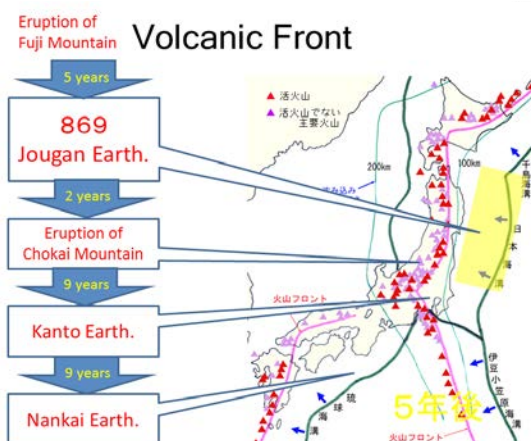 Eruption of
Fuji Mountain
Volcanic Front
5 years
869
Jougan Earth.
2 years
Eruption of
Chokai Mountain
9 years
Kanto Earth.
9 years
Nankai Earth.
活火山
活火山でない
主要火山
200km
100km
千島海溝
日本海溝
火山フロント
伊豆小笠原海溝
琉球海溝
5年後
火山フロント